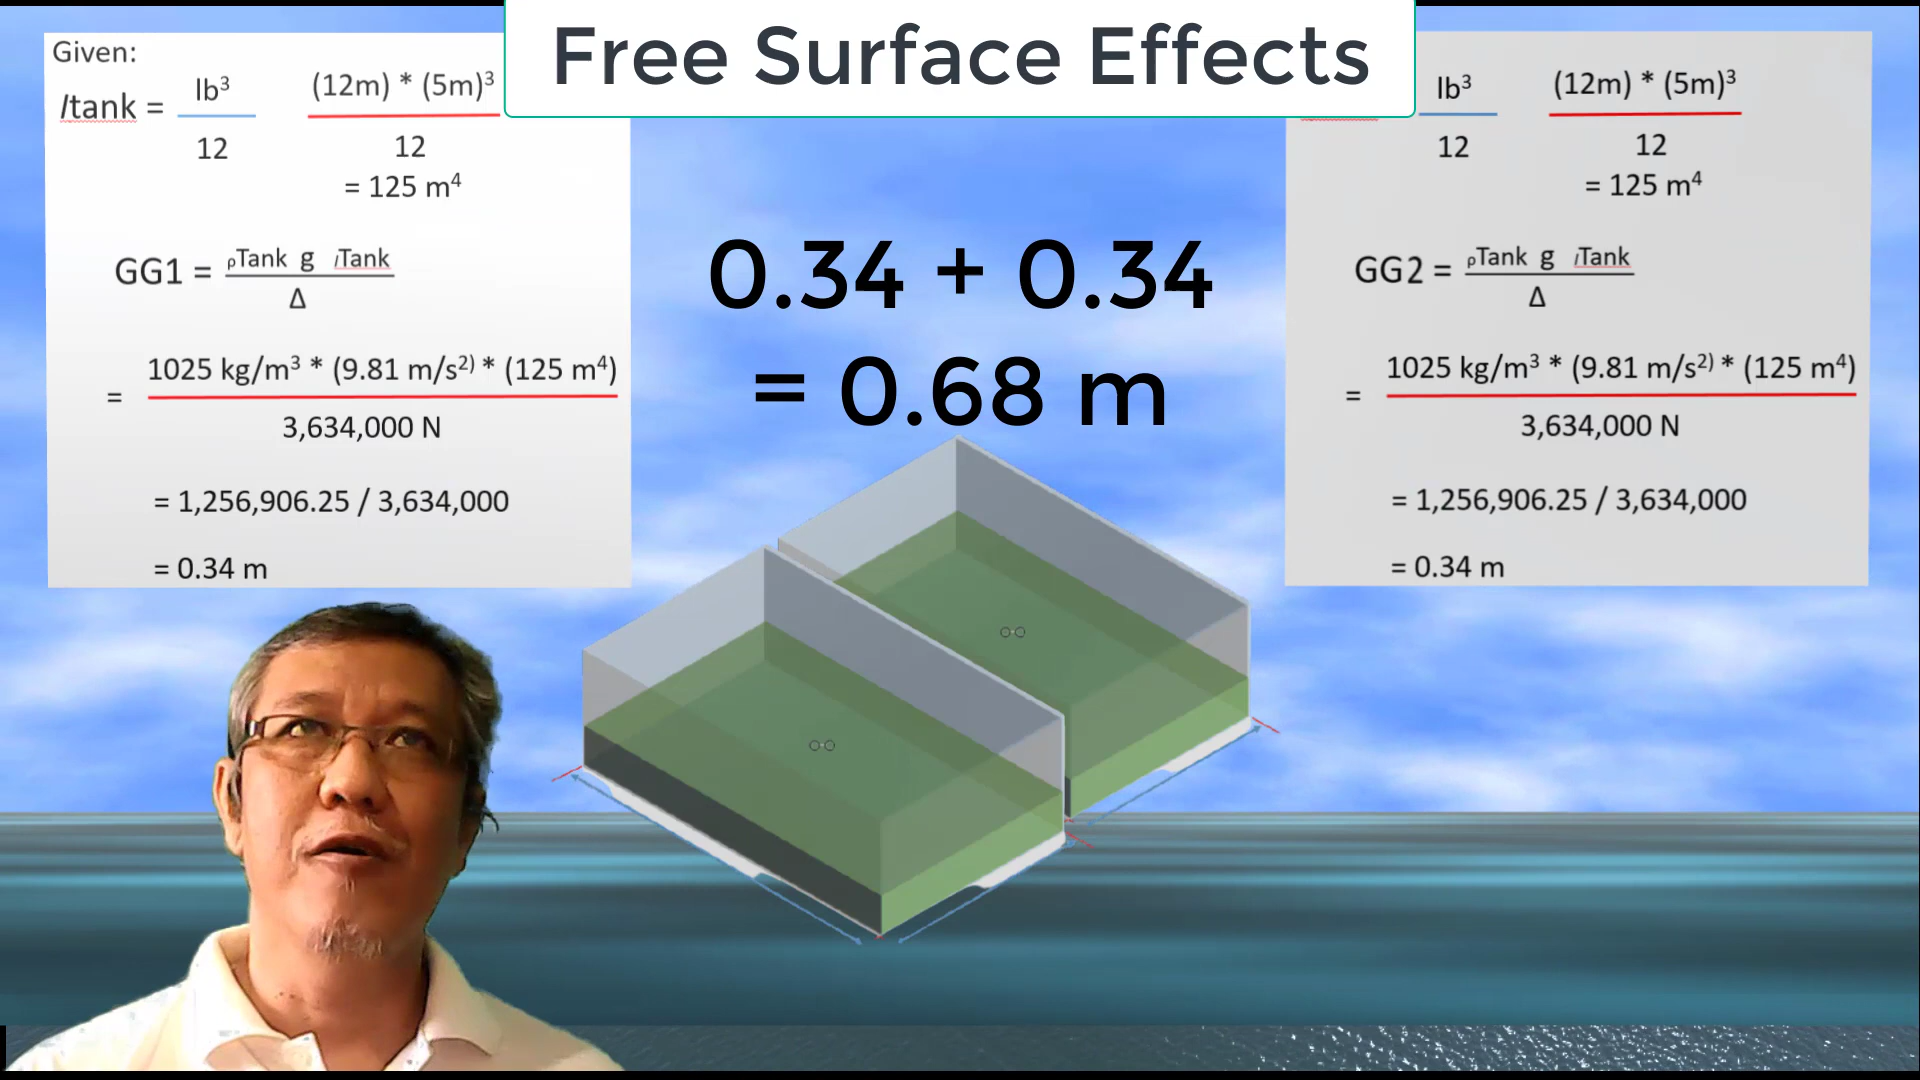 Free Surface Effects
Given:
Itank = lb³ (12m) * (5m)³
12 12
= 125 m⁴
GG1 = ρTank g ITank
Δ
= 1025 kg/m³ * (9.81 m/s²⁾ * (125 m⁴)
3,634,000 N
= 1,256,906.25 / 3,634,000
= 0.34 m
0.34 + 0.34
= 0.68 m
lb³ (12m) * (5m)³
12 12
= 125 m⁴
GG2 = ρTank g ITank
Δ
= 1025 kg/m³ * (9.81 m/s²⁾ * (125 m⁴)
3,634,000 N
= 1,256,906.25 / 3,634,000
= 0.34 m